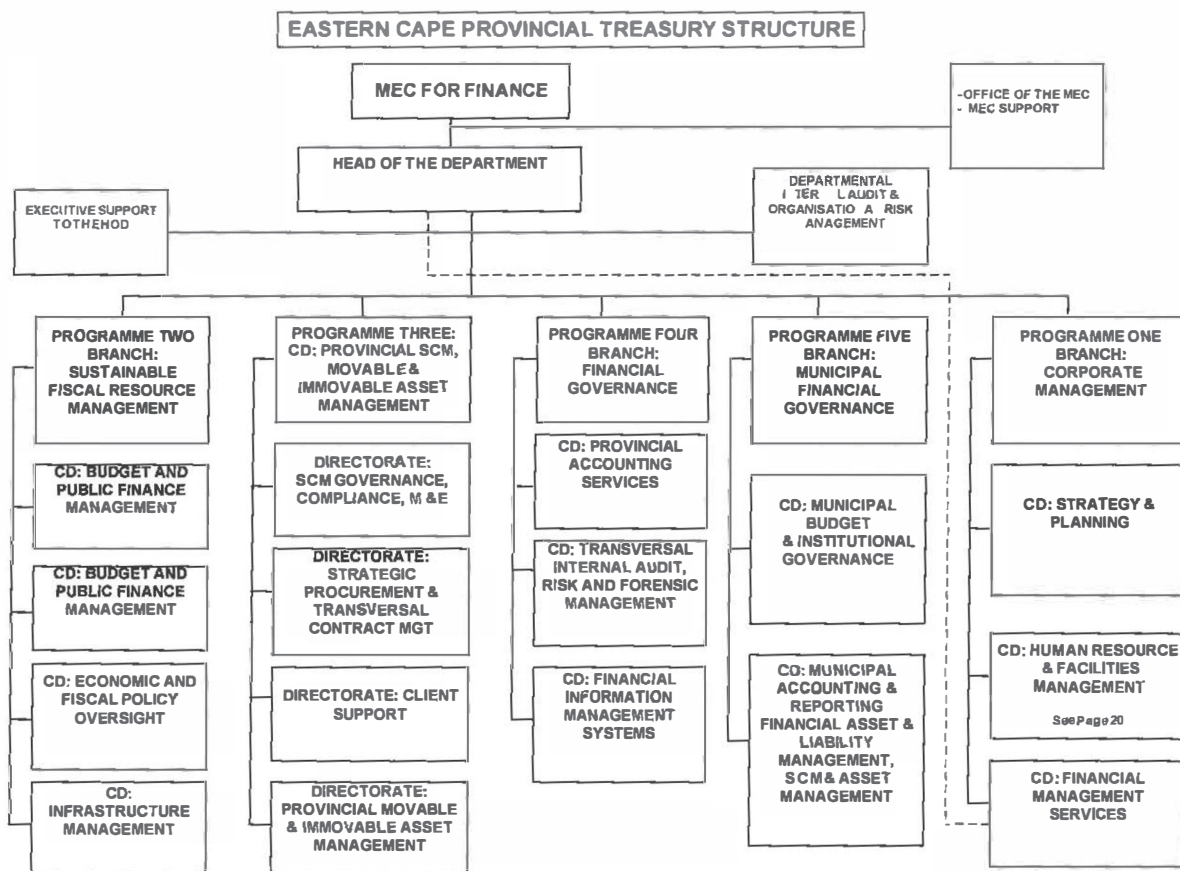 EASTERN CAPE PROVINCIAL TREASURY STRUCTURE
MEC FOR FINANCE
-OFFICE OF THE MEC
- MEC SUPPORT
HEAD OF THE DEPARTMENT
EXECUTIVE SUPPORT
TO THE HOD
DEPARTMENTAL
AUDIT &
RISK
PROGRAMME TWO
BRANCH:
SUSTAINABLE
FISCAL RESOURCE
MANAGEMENT
CD: BUDGET AND
PUBLIC FINANCE
MANAGEMENT
CD: BUDGET AND
PUBLIC FINANCE
MANAGEMENT
CD: ECONOMIC AND
FISCAL POLICY
OVERSIGHT
CD:
INFRASTRUCTURE
MANAGEMENT
PROGRAMME THREE:
CD: PROVINCIAL SCM,
MOVABLE &
IMMOVABLE ASSET
MANAGEMENT
DIRECTORATE:
SCM GOVERNANCE,
COMPLIANCE, M &E
DIRECTORATE:
STRATEGIC
PROCUREMENT &
TRANSVERSAL
CONTRACT MGT
DIRECTORATE: CLIENT
SUPPORT
DIRECTORATE:
PROVINCIAL MOVABLE
& IMMOVABLE ASSET
MANAGEMENT
PROGRAMME FOUR
BRANCH:
FINANCIAL
GOVERNANCE
CD: PROVINCIAL
ACCOUNTING
SERVICES
CD: TRANSVERSAL
INTERNAL AUDIT,
RISK AND FORENSIC
MANAGEMENT
CD: FINANCIAL
INFORMATION
MANAGEMENT
SYSTEMS
PROGRAMME FIVE
BRANCH:
MUNICIPAL
FINANCIAL
GOVERNANCE
CD: MUNICIPAL
BUDGET
& INSTITUTIONAL
GOVERNANCE
CD: MUNICIPAL
ACCOUNTING &
REPORTING
FINANCIAL ASSET &
LIABILITY
MANAGEMENT,
SCM & ASSET
MANAGEMENT
PROGRAMME ONE
BRANCH:
CORPORATE
MANAGEMENT
CD: STRATEGY &
PLANNING
CD: HUMAN RESOURCE
& FACILITIES
MANAGEMENT
See Page 20
CD: FINANCIAL
MANAGEMENT
SERVICES